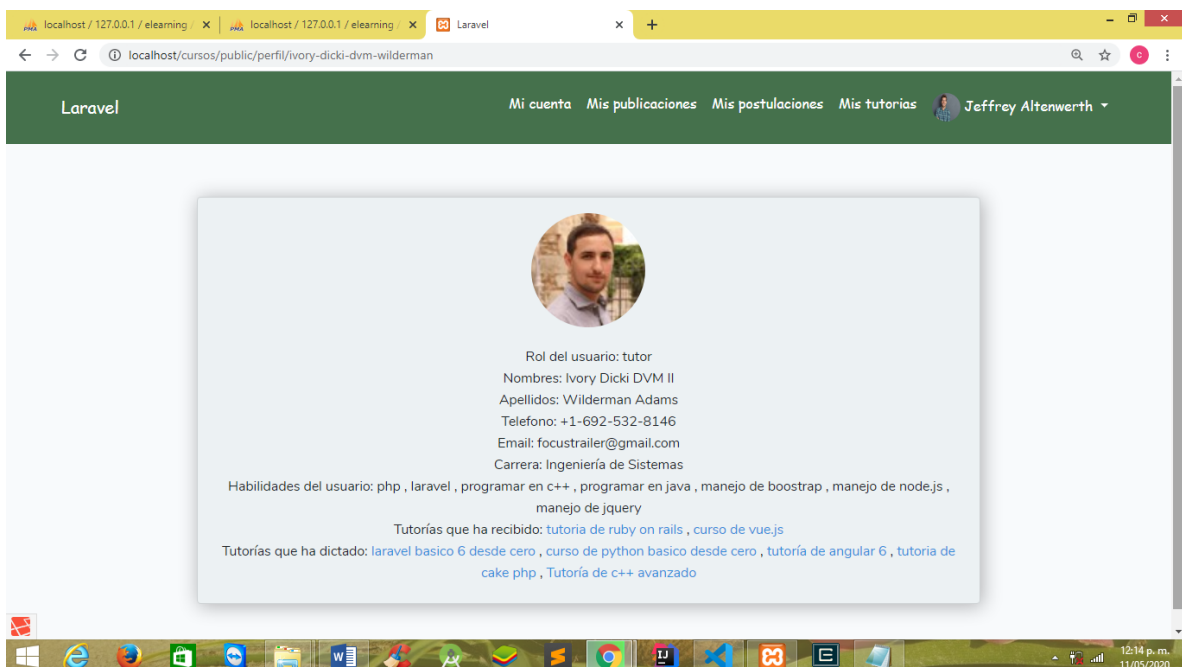 localhost / 127.0.0.1 / elearning /
localhost / 127.0.0.1 / elearning /
Laravel
localhost/cursos/public/perfil/ivory-dicki-dvm-wilderman
Laravel
Mi cuenta Mis publicaciones Mis postulaciones Mis tutorias Jeffrey Altenwerth
Rol del usuario: tutor
Nombres: Ivory Dicki DVM II
Apellidos: Wilderman Adams
Telefono: +1-692-532-8146
Email: focustrailer@gmail.com
Carrera: Ingeniería de Sistemas
Habilidades del usuario: php , laravel , programar en c++ , programar en java , manejo de boostrap , manejo de node.js ,
manejo de jquery
Tutorías que ha recibido: tutoria de ruby on rails , curso de vue.js
Tutorías que ha dictado: laravel basico 6 desde cero , curso de python basico desde cero , tutoría de angular 6 , tutoria de
cake php , Tutoría de c++ avanzado
12:14 p. m.
11/05/2020